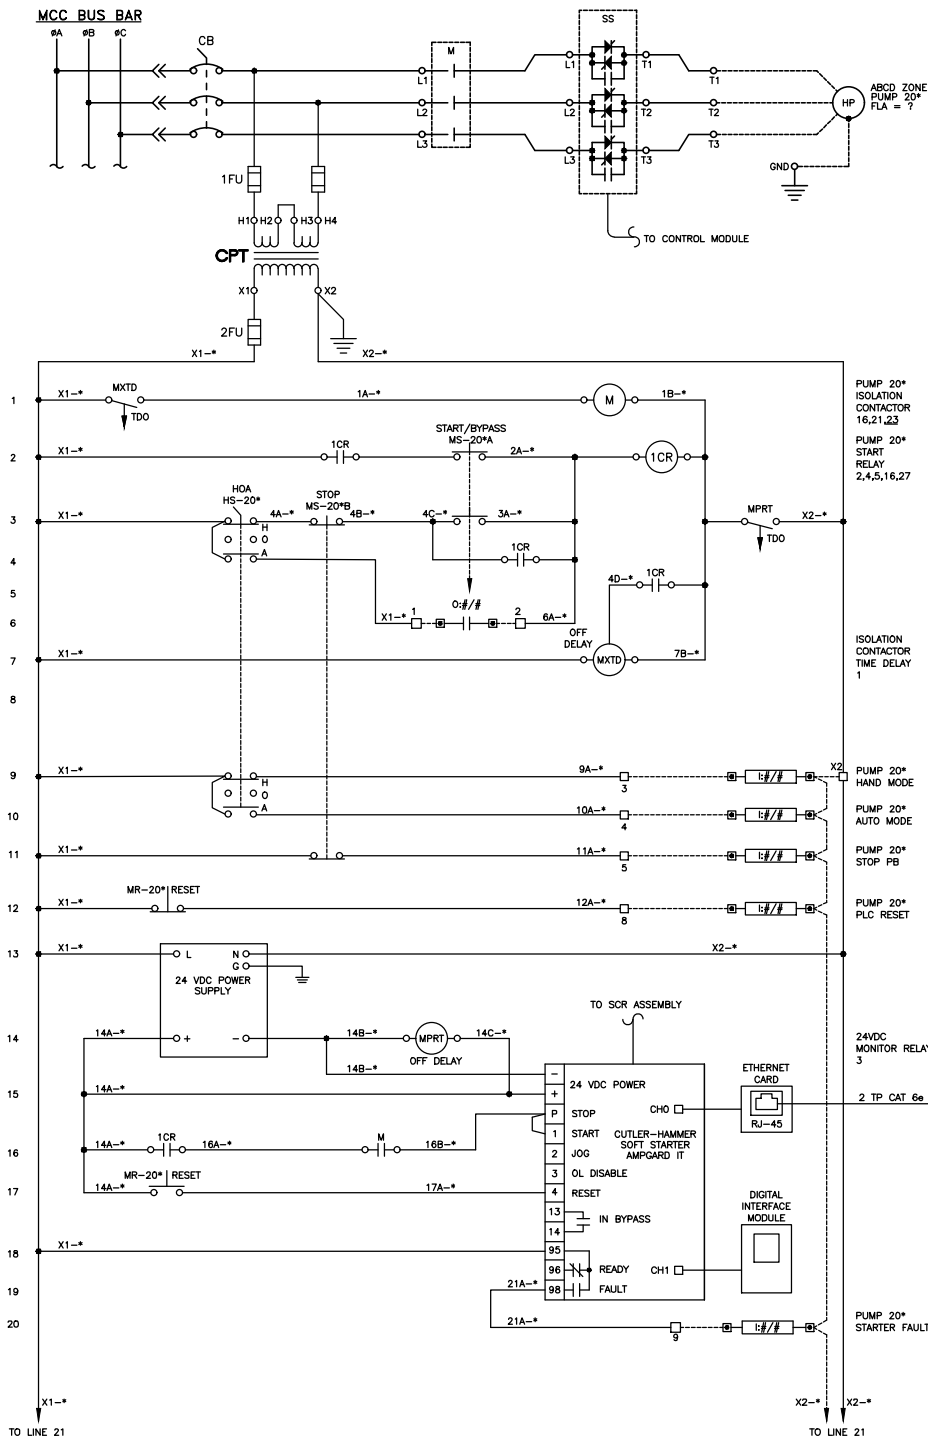 MCC BUS BAR
øA øB øC
CB
M
SS
L1
L2
L3
L1
L2
L3
T1
T2
T3
T1
T2
T3
HP
ABCD ZONE
PUMP 20*
FLA = ?
GND
TO CONTROL MODULE
1FU
H1 H2 H3 H4
CPT
X1 X2
2FU
X1-* X2-*
1 X1-* MXTD TDO 1A-* M 1B-*
PUMP 20*
ISOLATION
CONTACTOR
16,21,23
START/BYPASS
MS-20*A
2 X1-* 1CR 2A-* 1CR
PUMP 20*
START
RELAY
2,4,5,16,27
HOA
HS-20*
STOP
MS-20*B
3 X1-* 4A-* 4B-* 4C-* 3A-* MPRT TDO X2-*
H
O
A
4 1CR
5 4D-* 1CR
O:#/#
6 X1-* 1 2 6A-*
OFF
DELAY
7 X1-* MXTD 7B-*
ISOLATION
CONTACTOR
TIME DELAY
1
8
9 X1-* 9A-* 3 I:#/# X2
PUMP 20*
HAND MODE
H
O
A
10 10A-* 4 I:#/#
PUMP 20*
AUTO MODE
11 X1-* 11A-* 5 I:#/#
PUMP 20*
STOP PB
MR-20* RESET
12 X1-* 12A-* 8 I:#/#
PUMP 20*
PLC RESET
13 X1-* L N X2-*
G
24 VDC POWER
SUPPLY
TO SCR ASSEMBLY
14 14A-* + - 14B-* MPRT 14C-*
OFF DELAY
24VDC
MONITOR RELAY
3
14B-* -
24 VDC POWER
15 14A-* +
P STOP
1 START
CH0
ETHERNET
CARD
RJ-45
2 TP CAT 6e
CUTLER-HAMMER
SOFT STARTER
AMPGARD IT
16 14A-* 1CR 16A-* M 16B-*
2 JOG
3 OL DISABLE
MR-20* RESET
17 14A-* 17A-* 4 RESET
13
14
IN BYPASS
DIGITAL
INTERFACE
MODULE
18 X1-* 95
96 READY
CH1
19 21A-* 98 FAULT
20 21A-* 9 I:#/#
PUMP 20*
STARTER FAULT
X1-* X2-* X2-*
TO LINE 21 TO LINE 21